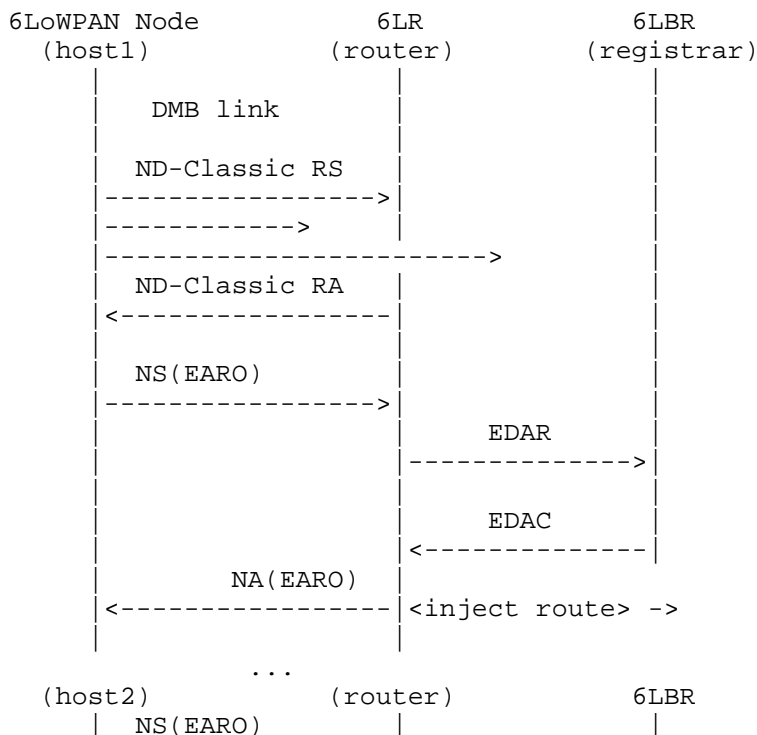 6LoWPAN Node 6LR 6LBR
(host1) (router) (registrar)
DMB link
ND-Classic RS
ND-Classic RA
NS(EARO)
EDAR
EDAC
NA(EARO)
<inject route> ->
...
(host2) (router) 6LBR
NS(EARO)